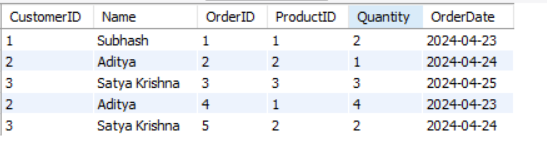 CustomerID Name OrderID ProductID Quantity OrderDate
1 Subhash 1 1 2 2024-04-23
2 Aditya 2 2 1 2024-04-24
3 Satya Krishna 3 3 3 2024-04-25
2 Aditya 4 1 4 2024-04-23
3 Satya Krishna 5 2 2 2024-04-24